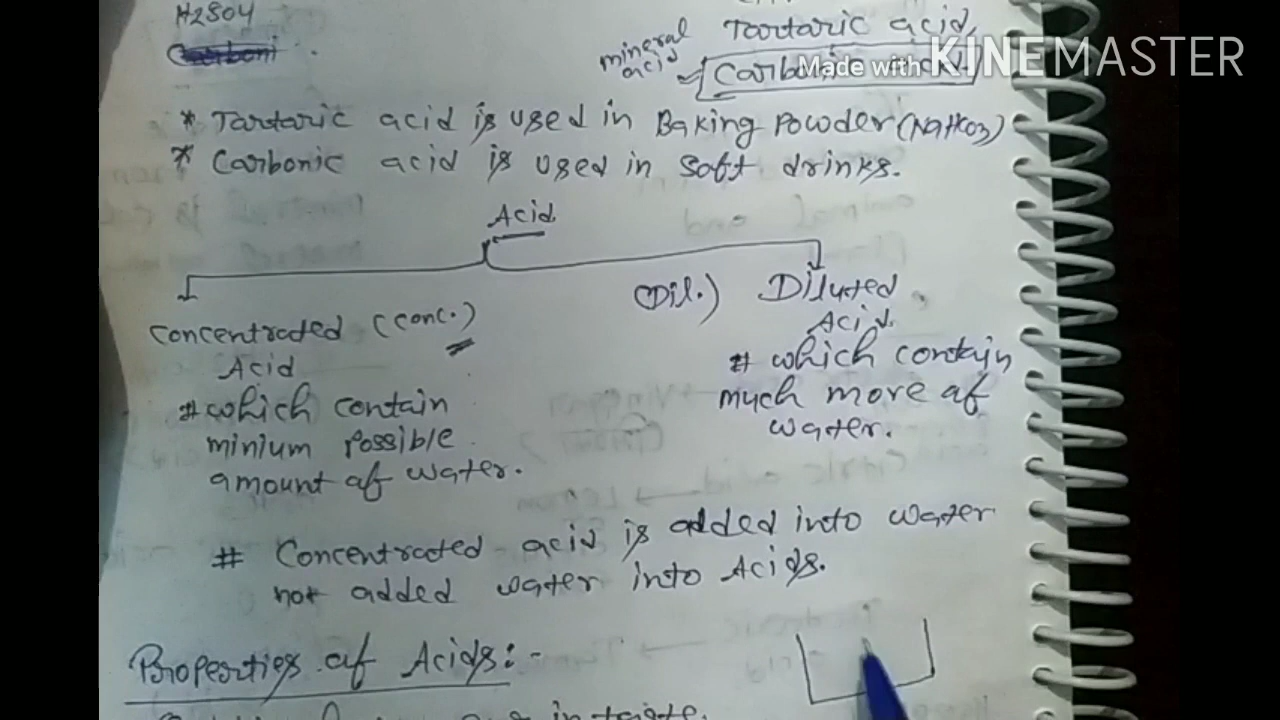 H2SO4
Tartaric acid,
mineral
acid
Carbonic acid
Made with KINEMASTER
* Tartaric acid is used in Baking Powder (NaHCO3)
* Carbonic acid is used in soft drinks.
Acid
Concentrated (conc.)
Acid
# which contain
minium possible
amount of water.
(Dil.) Diluted
Acid.
# which contain
much more of
water.
# Concentrated acid is added into water
not added water into Acids.
Properties of Acids:-